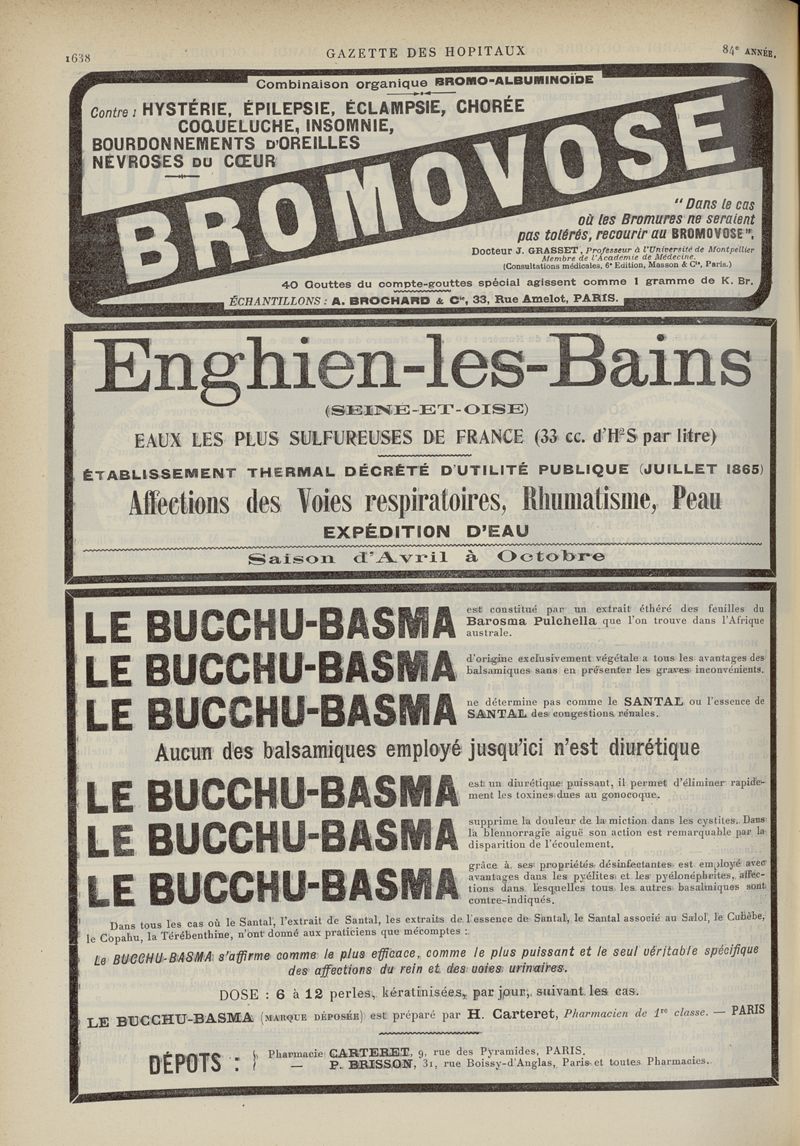 1638
GAZETTE DES HOPITAUX
84e ANNÉE.
Combinaison organique BROMO-ALBUMINOÏDE
Contre : HYSTÉRIE, ÉPILEPSIE, ÉCLAMPSIE, CHORÉE
COQUELUCHE, INSOMNIE,
BOURDONNEMENTS D'OREILLES
NÉVROSES DU CŒUR
BROMOVOSE
"Dans le cas
où les Bromures ne seraient
pas tolérés, recourir au BROMOVOSE".
Docteur J. GRASSET, Professeur à l'Université de Montpellier
Membre de l'Académie de Médecine.
(Consultations médicales, 6e Edition, Masson & Cie, Paris.)
40 Gouttes du compte-gouttes spécial agissent comme 1 gramme de K. Br.
ÉCHANTILLONS : A. BROCHARD & Cie, 33, Rue Amelot, PARIS.
Enghien-les-Bains
(SEINE-ET-OISE)
EAUX LES PLUS SULFUREUSES DE FRANCE (33 cc. d'H²S par litre)
ÉTABLISSEMENT THERMAL DÉCRÉTÉ D'UTILITÉ PUBLIQUE (JUILLET 1865)
Affections des Voies respiratoires, Rhumatisme, Peau
EXPÉDITION D'EAU
Saison d'Avril à Octobre
LE BUCCHU-BASMA est constitué par un extrait éthéré des feuilles du
Barosma Pulchella que l'on trouve dans l'Afrique
australe.
LE BUCCHU-BASMA d'origine exclusivement végétale a tous les avantages des
balsamiques sans en présenter les graves inconvénients.
LE BUCCHU-BASMA ne détermine pas comme le SANTAL ou l'essence de
SANTAL des congestions rénales.
Aucun des balsamiques employé jusqu'ici n'est diurétique
LE BUCCHU-BASMA est un diurétique puissant, il permet d'éliminer rapide-
ment les toxines dues au gonocoque.
LE BUCCHU-BASMA supprime la douleur de la miction dans les cystites. Dans
la blennorragie aiguë son action est remarquable par la
disparition de l'écoulement.
LE BUCCHU-BASMA grâce à ses propriétés désinfectantes est employé avec
avantages dans les pyélites et les pyélonéphrites, affec-
tions dans lesquelles tous les autres basalmiques sont
contre-indiqués.
Dans tous les cas où le Santal, l'extrait de Santal, les extraits de l'essence de Santal, le Santal associé au Salol, le Cubèbe,
le Copahu, la Térébenthine, n'ont donné aux praticiens que mécomptes :
Le BUCCHU-BASMA s'affirme comme le plus efficace, comme le plus puissant et le seul véritable spécifique
des affections du rein et des voies urinaires.
DOSE : 6 à 12 perles, kératinisées, par jour, suivant les cas.
LE BUCCHU-BASMA (MARQUE DÉPOSÉE) est préparé par H. Carteret, Pharmacien de 1re classe. — PARIS
DÉPOTS : } Pharmacie CARTERET, 9, rue des Pyramides, PARIS.
— P. BRISSON, 31, rue Boissy-d'Anglas, Paris et toutes Pharmacies.